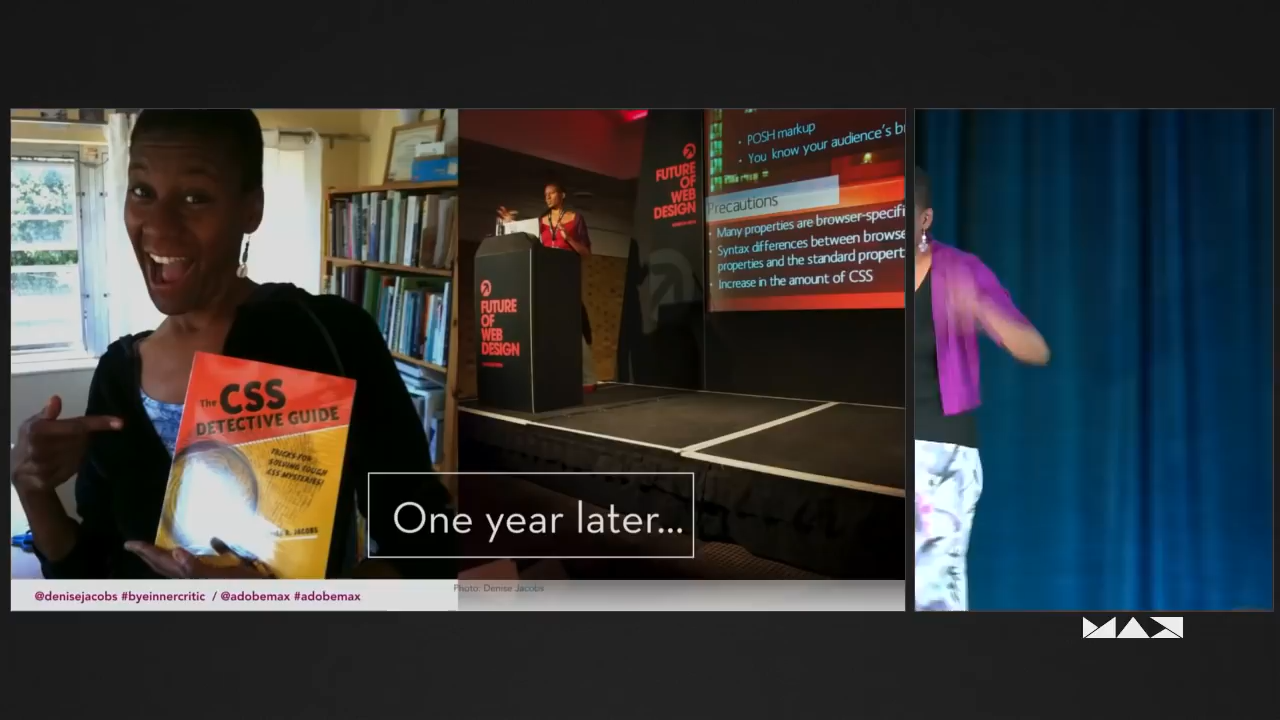 The CSS
DETECTIVE GUIDE
TRICKS FOR
SOLVING TOUGH
CSS MYSTERIES!
JACOBS
FUTURE
OF
WEB
DESIGN
FUTURE
OF
WEB
DESIGN
• POSH markup
• You know your audience's b
Precautions
• Many properties are browser-specifi
• Syntax differences between browse
properties and the standard propert
• Increase in the amount of CSS
One year later...
Photo: Denise Jacobs
@denisejacobs #byeinnercritic / @adobemax #adobemax
MAX